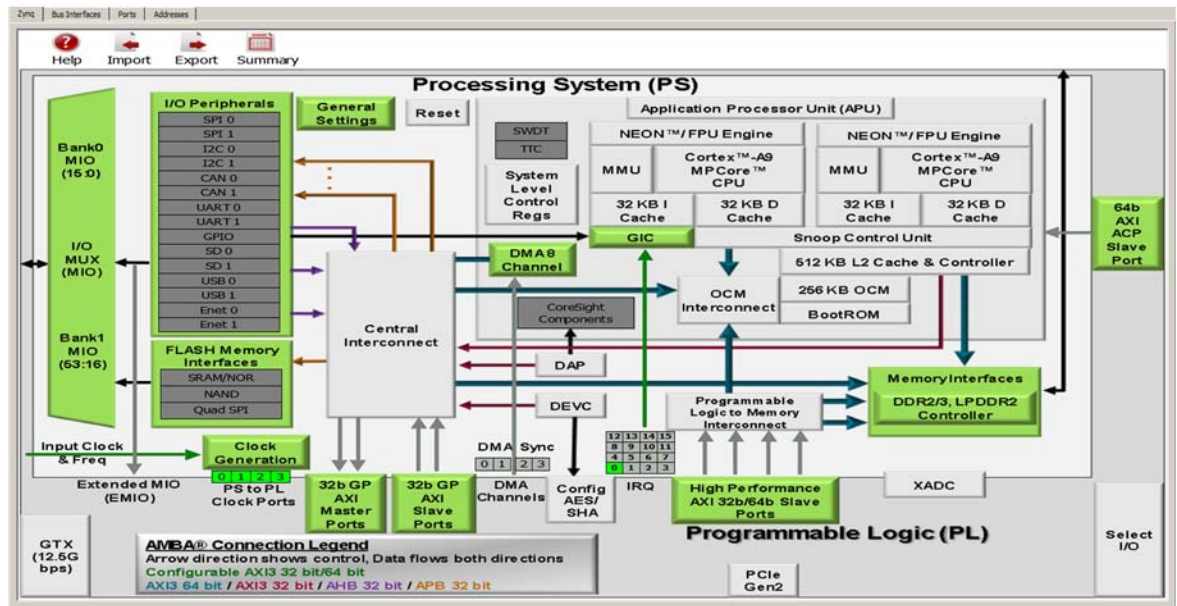 Zynq
Bus Interfaces
Ports
Addresses
Help
Import
Export
Summary
Processing System (PS)
Bank0
MIO
(15:0)
I/O
MUX
(MIO)
Bank1
MIO
(53:16)
I/O Peripherals
SPI 0
SPI 1
I2C 0
I2C 1
CAN 0
CAN 1
UART 0
UART 1
GPIO
SD 0
SD 1
USB 0
USB 1
Enet 0
Enet 1
FLASH Memory
Interfaces
SRAM/NOR
NAND
Quad SPI
General
Settings
Reset
Application Processor Unit (APU)
SWDT
TTC
System
Level
Control
Regs
NEON™/FPU Engine
MMU
Cortex™-A9
MPCore™
CPU
32 KB I
Cache
32 KB D
Cache
NEON™/FPU Engine
MMU
Cortex™-A9
MPCore™
CPU
32 KB I
Cache
32 KB D
Cache
GIC
Snoop Control Unit
DMA8
Channel
512 KB L2 Cache & Controller
OCM
Interconnect
256 KB OCM
BootROM
CoreSight
Components
Central
Interconnect
DAP
DEVC
Programmable
Logic to Memory
Interconnect
Memory Interfaces
DDR2/3, LPDDR2
Controller
64b
AXI
ACP
Slave
Port
Input Clock
& Freq
Clock
Generation
0 1 2 3
PS to PL
Clock Ports
Extended MIO
(EMIO)
32b GP
AXI
Master
Ports
32b GP
AXI
Slave
Ports
DMA Sync
0 1 2 3
DMA
Channels
Config
AES/
SHA
12 13 14 15
8 9 10 11
4 5 6 7
0 1 2 3
IRQ
High Performance
AXI 32b/64b Slave
Ports
XADC
Programmable Logic (PL)
GTX
(12.5G
bps)
AMBA® Connection Legend
Arrow direction shows control, Data flows both directions
Configurable AXI3 32 bit/64 bit
AXI3 64 bit / AXI3 32 bit / AHB 32 bit / APB 32 bit
PCIe
Gen2
Select
I/O